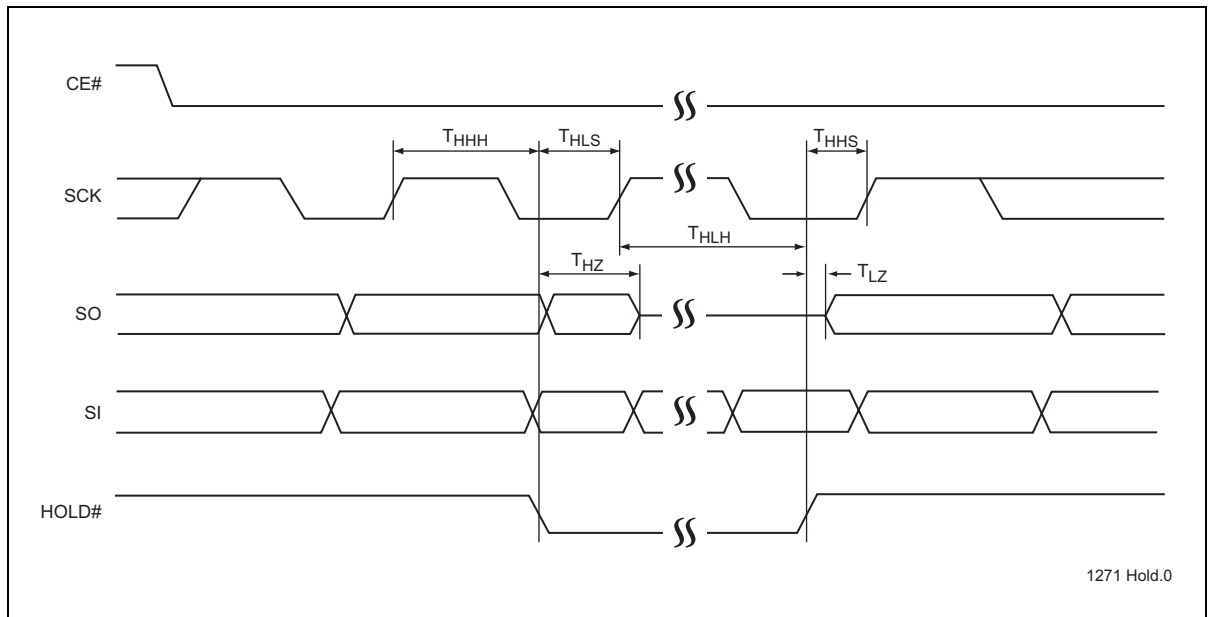 CE#
THHH
THLS
THHS
SCK
THLH
THZ
TLZ
SO
SI
HOLD#
1271 Hold.0